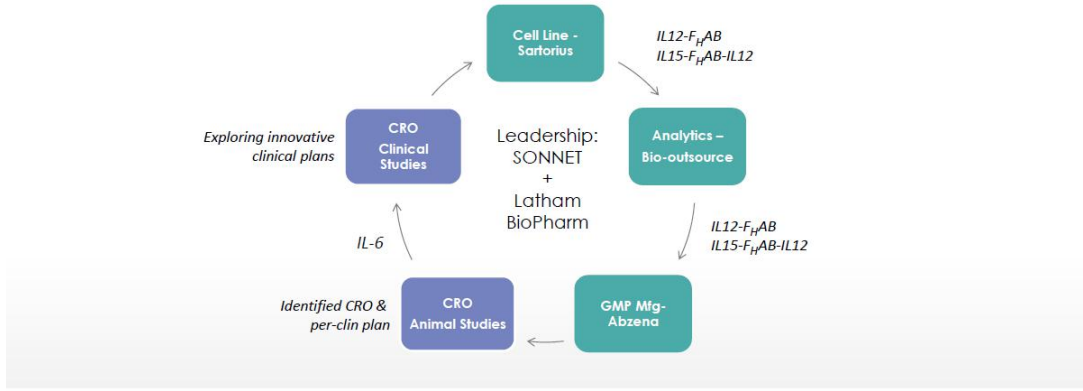 Cell Line -
Sartorius
IL12-FHAB
IL15-FHAB-IL12
Analytics –
Bio-outsource
IL12-FHAB
IL15-FHAB-IL12
GMP Mfg-
Abzena
CRO
Animal Studies
Identified CRO &
per-clin plan
IL-6
CRO
Clinical
Studies
Exploring innovative
clinical plans
Leadership:
SONNET
+
Latham
BioPharm